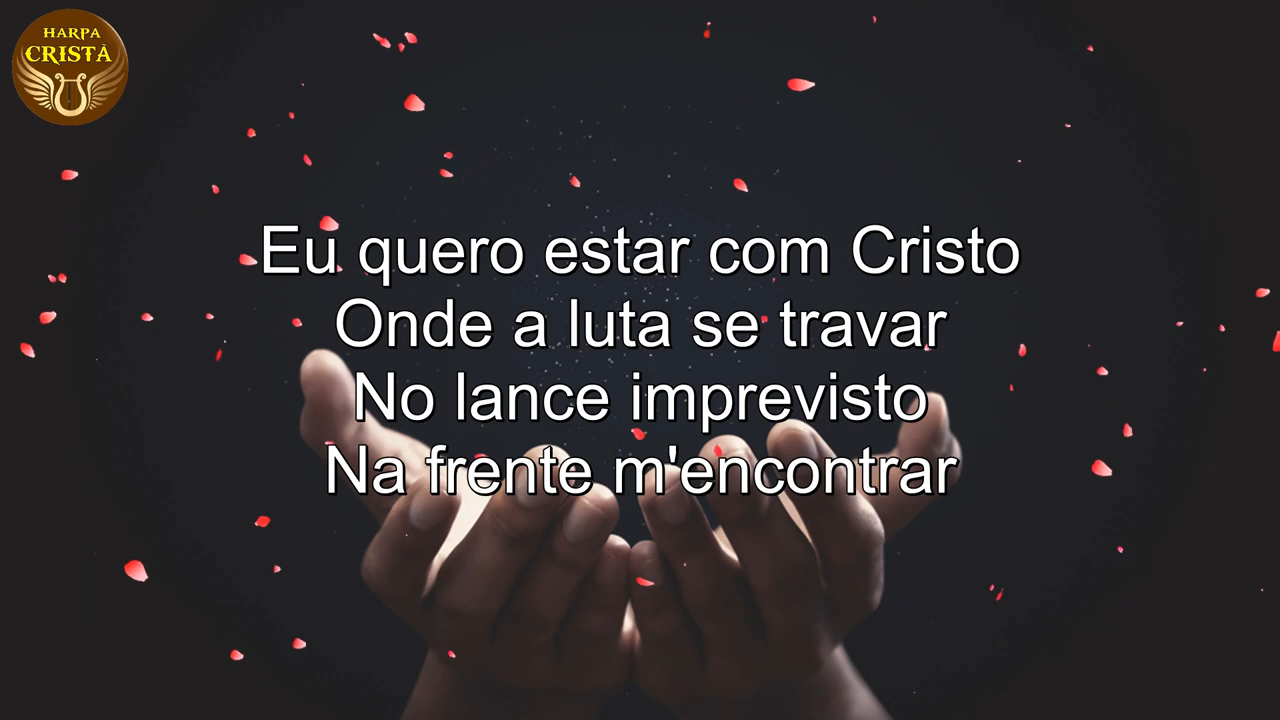 HARPA
CRISTÃ
Eu quero estar com Cristo
Onde a luta se travar
No lance imprevisto
Na frente m'encontrar